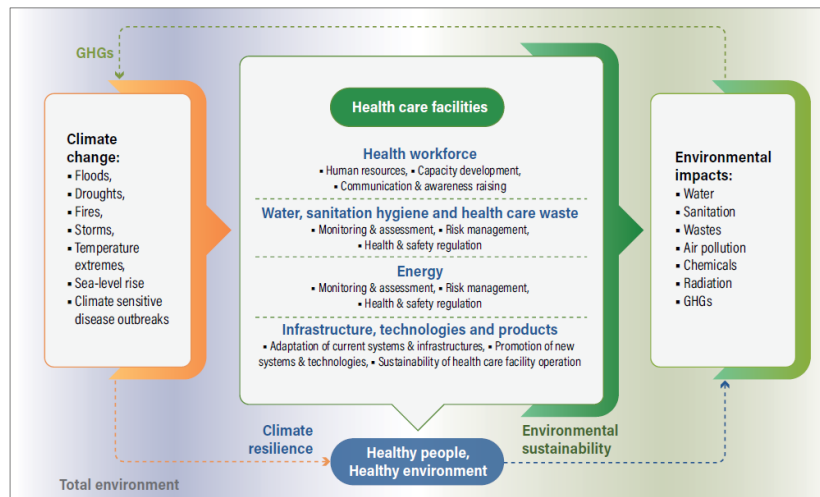 GHGs
Climate
change:
▪ Floods,
▪ Droughts,
▪ Fires,
▪ Storms,
▪ Temperature
extremes,
▪ Sea-level rise
▪ Climate sensitive
disease outbreaks
Health care facilities
Health workforce
▪ Human resources, ▪ Capacity development,
▪ Communication & awareness raising
Water, sanitation hygiene and health care waste
▪ Monitoring & assessment, ▪ Risk management,
▪ Health & safety regulation
Energy
▪ Monitoring & assessment, ▪ Risk management,
▪ Health & safety regulation
Infrastructure, technologies and products
▪ Adaptation of current systems & infrastructures, ▪ Promotion of new
systems & technologies, ▪ Sustainability of health care facility operation
Environmental
impacts:
▪ Water
▪ Sanitation
▪ Wastes
▪ Air pollution
▪ Chemicals
▪ Radiation
▪ GHGs
Climate
resilience
Healthy people,
Healthy environment
Environmental
sustainability
Total environment